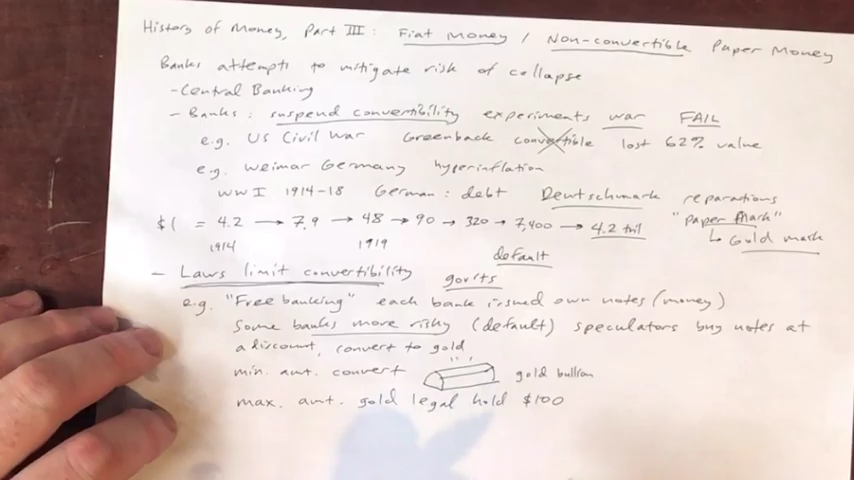 History of Money, Part III: Fiat Money / Non-convertible Paper Money
Banks attempts to mitigate risk of collapse
- Central Banking
- Banks: suspend convertibility experiments war FAIL
e.g. US Civil War Greenback convertible lost 62% value
e.g. Weimar Germany hyperinflation
WWI 1914-18 German: debt Deutschmark reparations
$1 = 4.2 → 7.9 → 48 → 90 → 320 → 7,400 → 4.2 tril "Paper Mark"
1914 1919 ↳ Gold mark
default
- Laws limit convertibility gov'ts
e.g. "Free banking" each bank issued own notes (money)
Some banks more risky (default) speculators buy notes at
a discount, convert to gold
min. amt. convert gold bullion
max. amt. gold legal hold $100